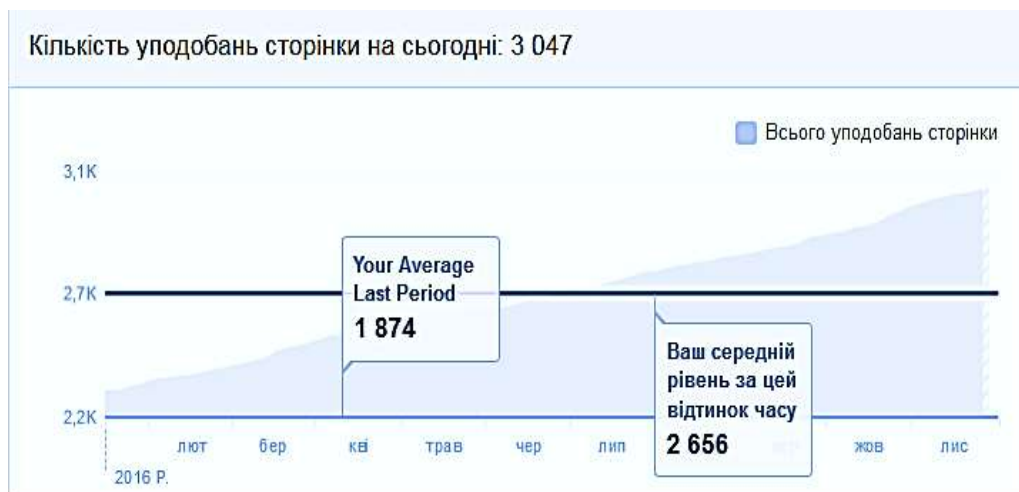 Кількість уподобань сторінки на сьогодні: 3 047
Всього уподобань сторінки
3,1K
Your Average
Last Period
1 874
2,7K
Ваш середній
рівень за цей
відтинок часу
2 656
2,2K
лют бер кві трав чер лип жов лис
2016 Р.